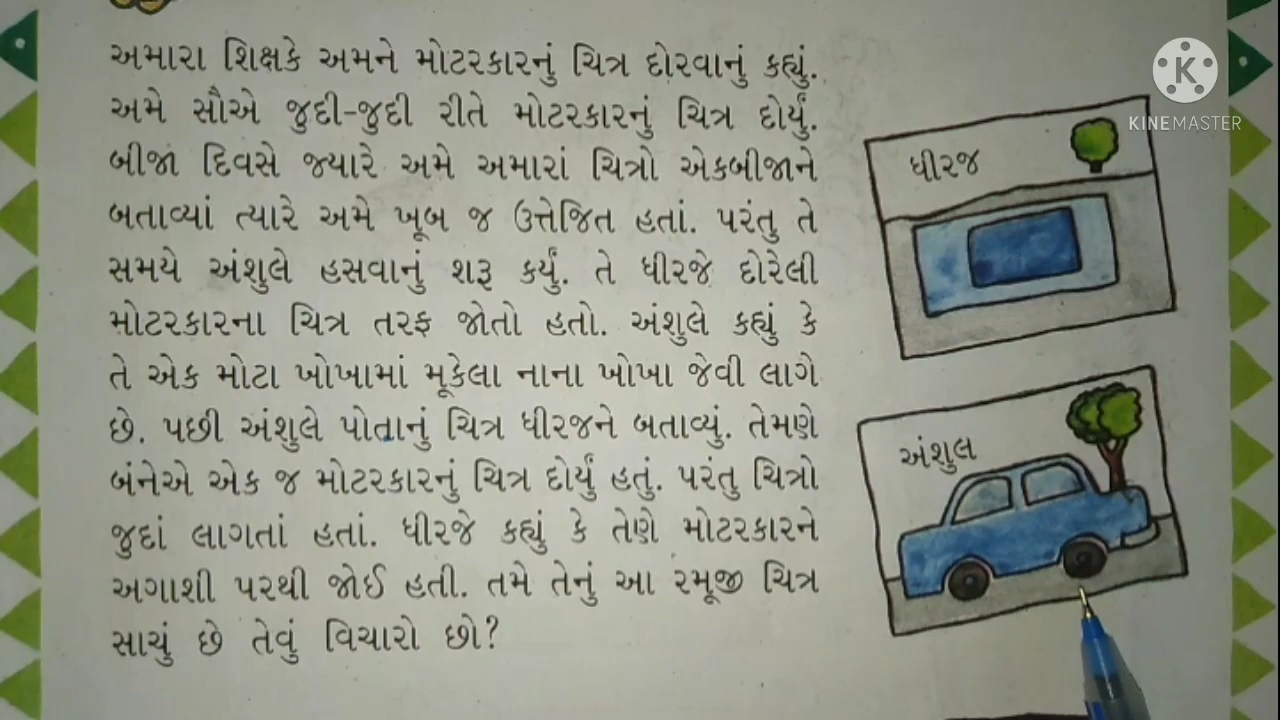 અમારા શિક્ષકે અમને મોટરકારનું ચિત્ર દોરવાનું કહ્યું.
અમે સૌએ જુદી-જુદી રીતે મોટરકારનું ચિત્ર દોર્યું.
બીજા દિવસે જ્યારે અમે અમારાં ચિત્રો એકબીજાને
બતાવ્યાં ત્યારે અમે ખૂબ જ ઉત્તેજિત હતાં. પરંતુ તે
સમયે અંશુલે હસવાનું શરૂ કર્યું. તે ધીરજે દોરેલી
મોટરકારના ચિત્ર તરફ જોતો હતો. અંશુલે કહ્યું કે
તે એક મોટા ખોખામાં મૂકેલા નાના ખોખા જેવી લાગે
છે. પછી અંશુલે પોતાનું ચિત્ર ધીરજને બતાવ્યું. તેમણે
બંનેએ એક જ મોટરકારનું ચિત્ર દોર્યું હતું. પરંતુ ચિત્રો
જુદાં લાગતાં હતાં. ધીરજે કહ્યું કે તેણે મોટરકારને
અગાશી પરથી જોઈ હતી. તમે તેનું આ રમૂજી ચિત્ર
સાચું છે તેવું વિચારો છો?
ધીરજ
અંશુલ
K
KINEMASTER